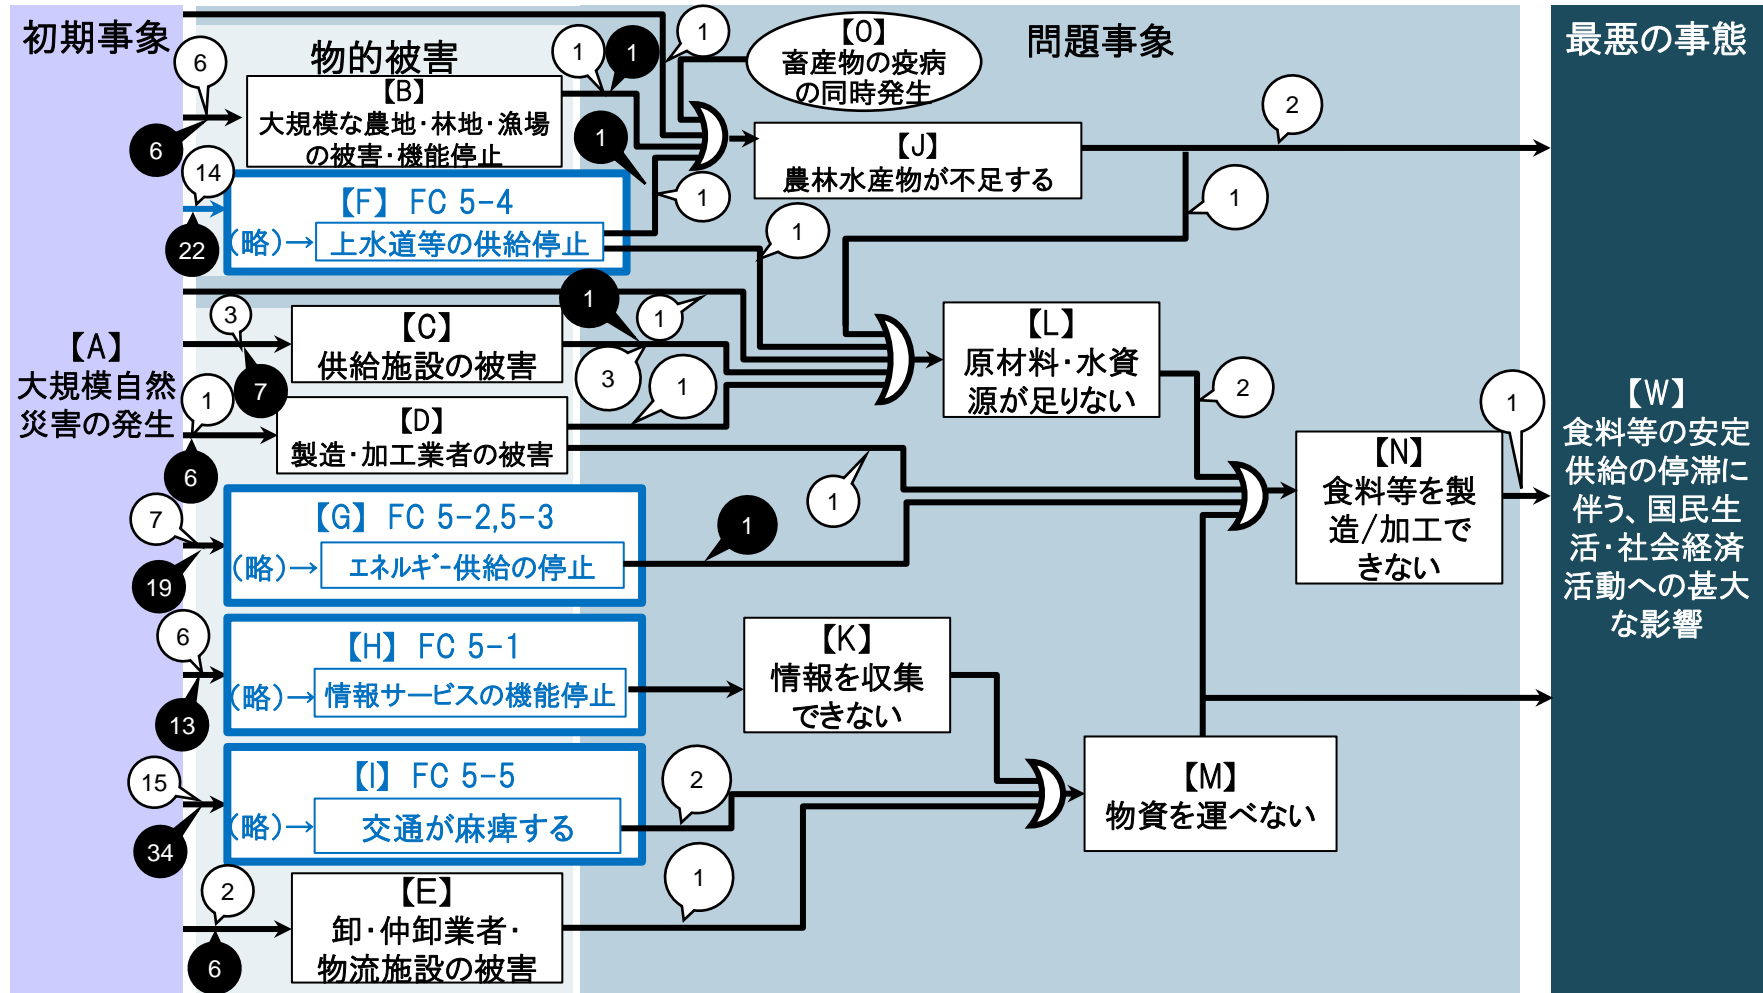 初期事象
物的被害
問題事象
最悪の事態
【A】
大規模自然
災害の発生
6
6
【B】
大規模な農地・林地・漁場
の被害・機能停止
1
1
1
【O】
畜産物の疫病
の同時発生
2
14
22
【F】 FC 5-4
(略)→
上水道等の供給停止
1
1
【J】
農林水産物が不足する
1
1
3
7
【C】
供給施設の被害
1
1
3
【L】
原材料・水資
源が足りない
2
1
6
【D】
製造・加工業者の被害
1
1
【N】
食料等を製
造/加工で
きない
1
【W】
食料等の安定
供給の停滞に
伴う、国民生
活・社会経済
活動への甚大
な影響
7
19
【G】 FC 5-2,5-3
(略)→
エネルギー供給の停止
1
6
13
【H】 FC 5-1
(略)→
情報サービスの機能停止
【K】
情報を収集
できない
15
34
【I】 FC 5-5
(略)→
交通が麻痺する
2
【M】
物資を運べない
2
6
【E】
卸・仲卸業者・
物流施設の被害
1